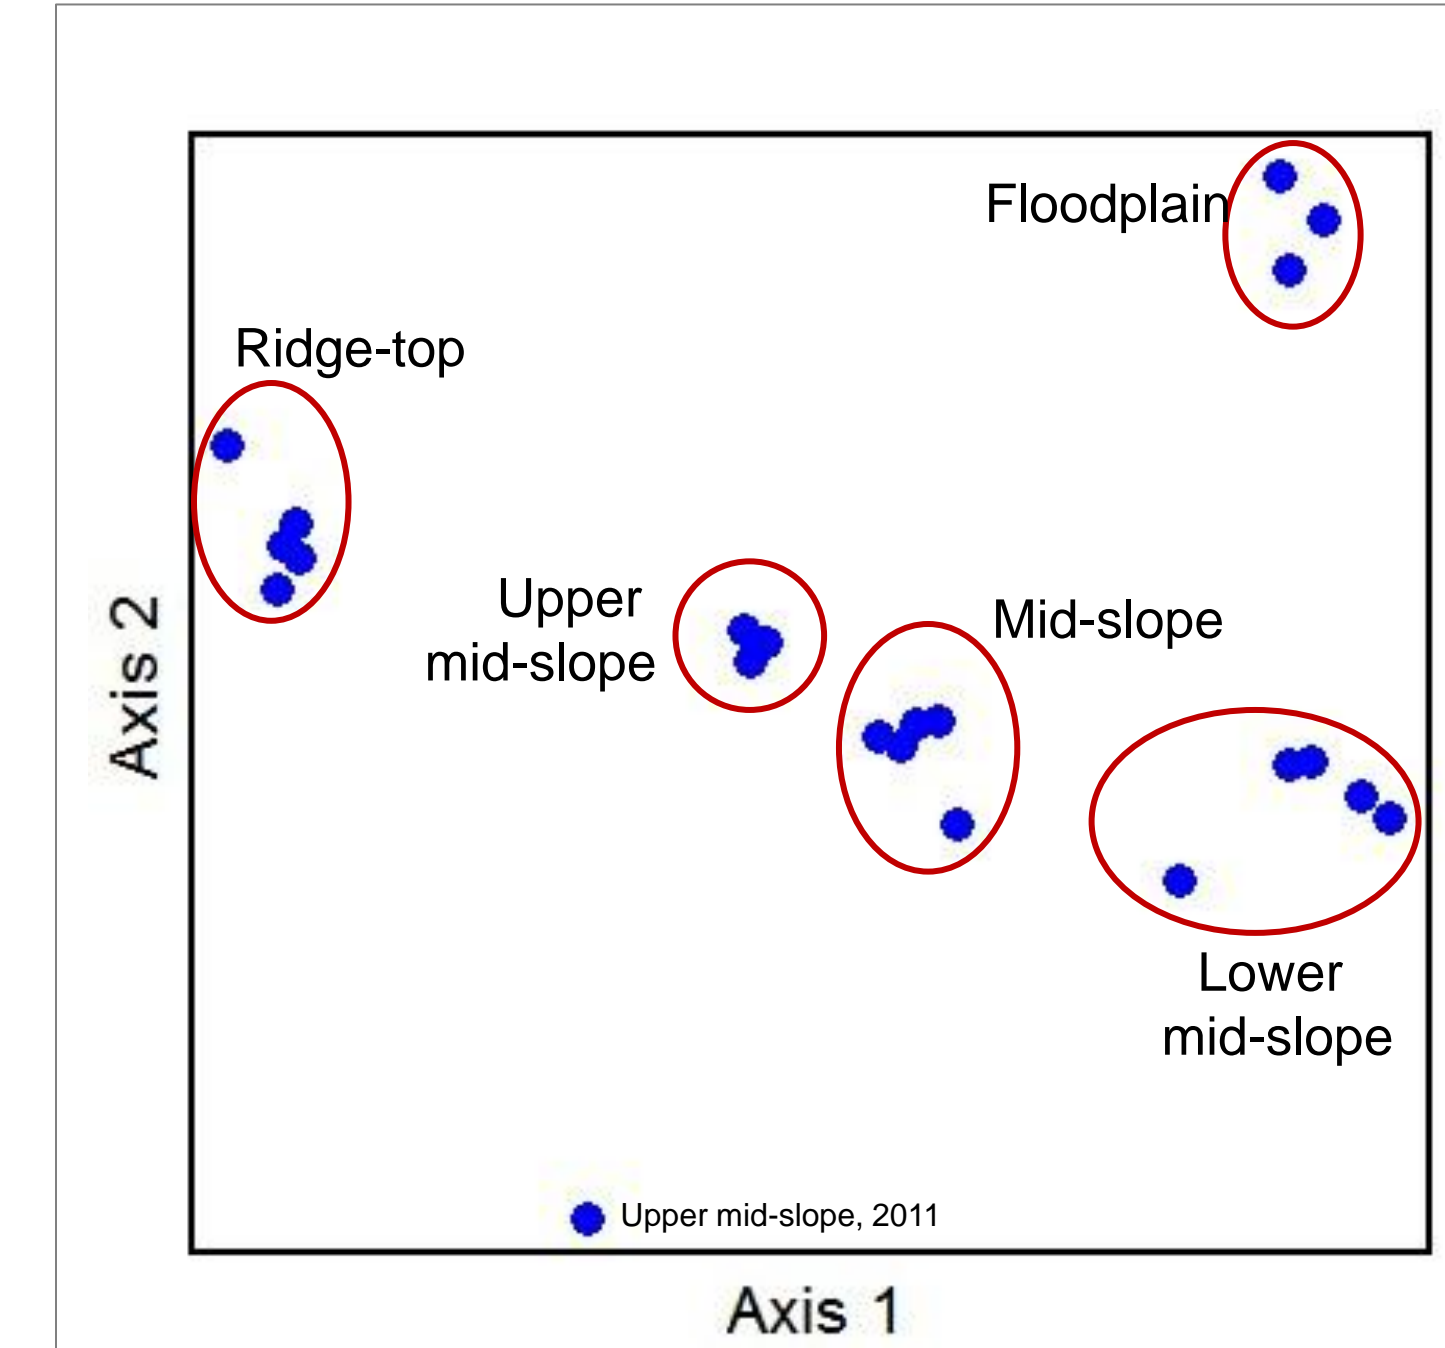 Floodplain
Ridge-top
Upper
mid-slope
Mid-slope
Lower
mid-slope
Upper mid-slope, 2011
Axis 2
Axis 1